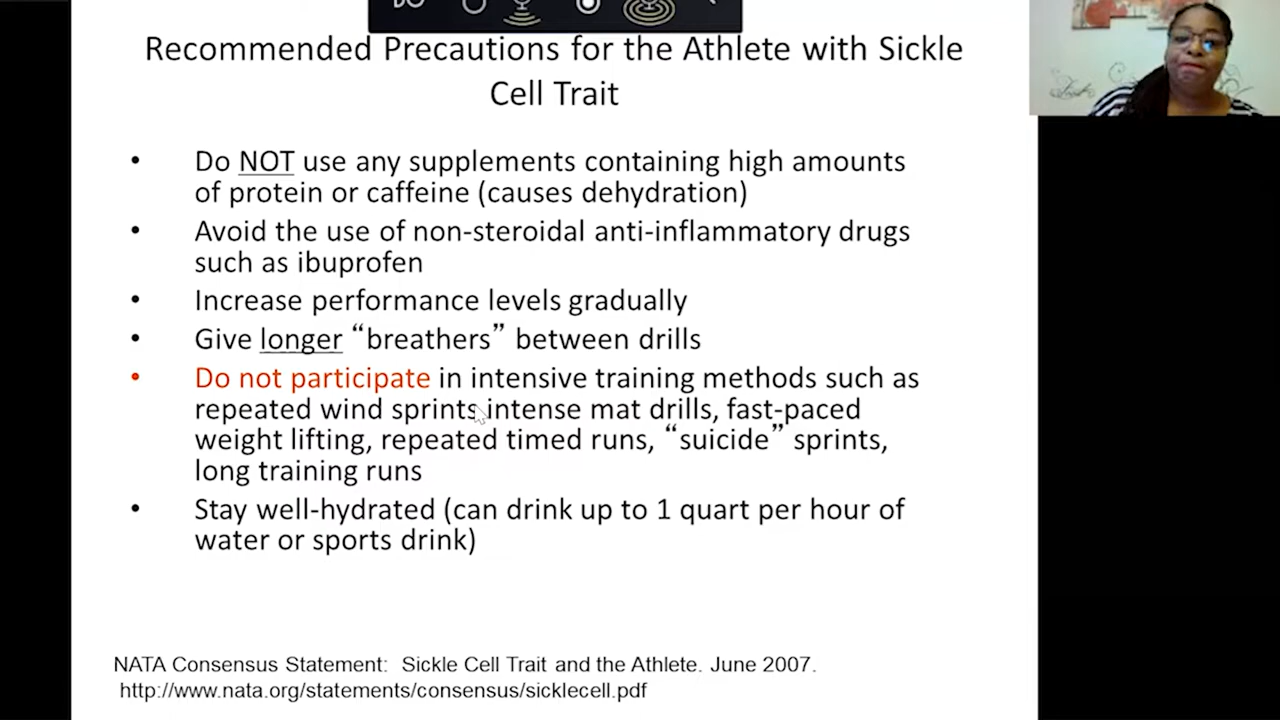 Recommended Precautions for the Athlete with Sickle
Cell Trait
• Do NOT use any supplements containing high amounts
of protein or caffeine (causes dehydration)
• Avoid the use of non-steroidal anti-inflammatory drugs
such as ibuprofen
• Increase performance levels gradually
• Give longer “breathers” between drills
• Do not participate in intensive training methods such as
repeated wind sprints intense mat drills, fast-paced
weight lifting, repeated timed runs, “suicide” sprints,
long training runs
• Stay well-hydrated (can drink up to 1 quart per hour of
water or sports drink)
NATA Consensus Statement: Sickle Cell Trait and the Athlete. June 2007.
http://www.nata.org/statements/consensus/sicklecell.pdf